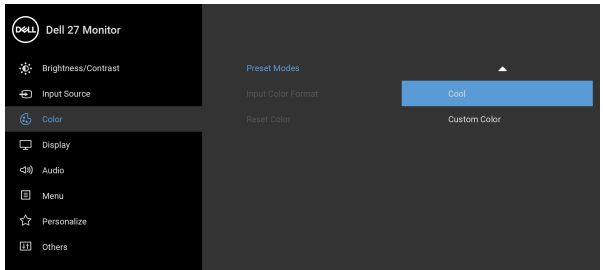 DELL Dell 27 Monitor
Brightness/Contrast
Input Source
Color
Display
Audio
Menu
Personalize
Others
Preset Modes
Input Color Format
Reset Color
Cool
Custom Color